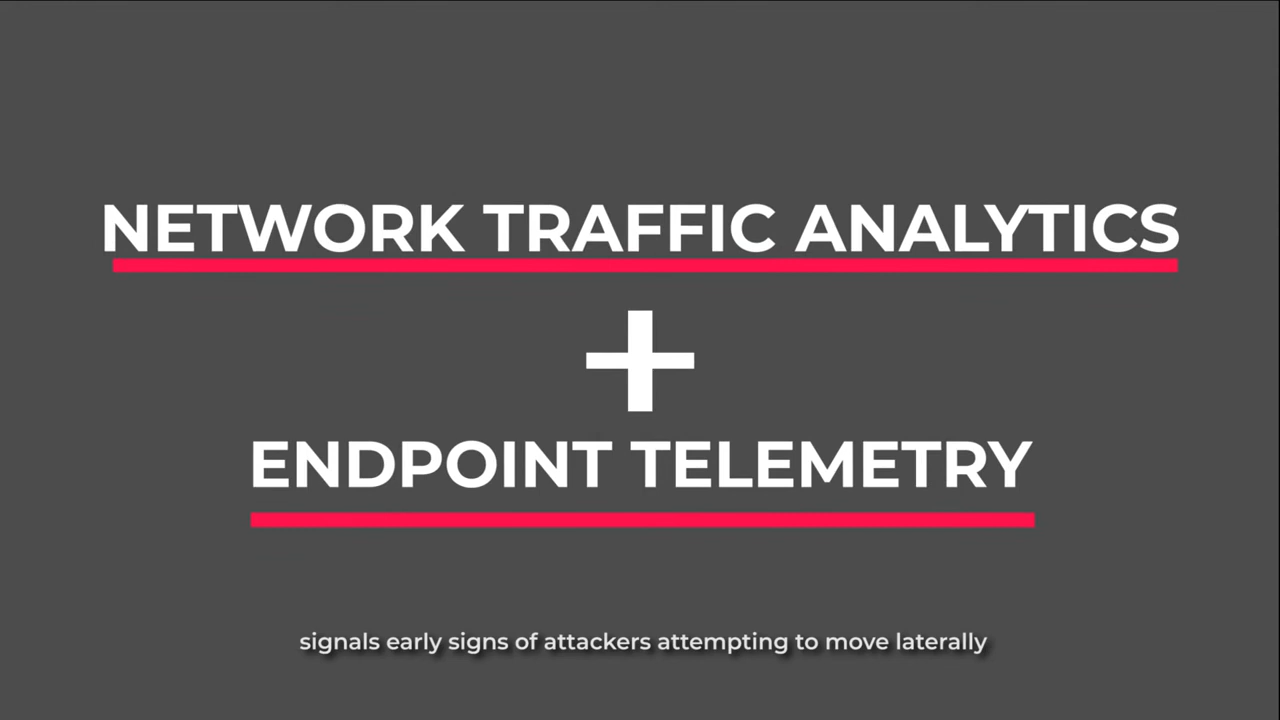 NETWORK TRAFFIC ANALYTICS
+
ENDPOINT TELEMETRY
signals early signs of attackers attempting to move laterally